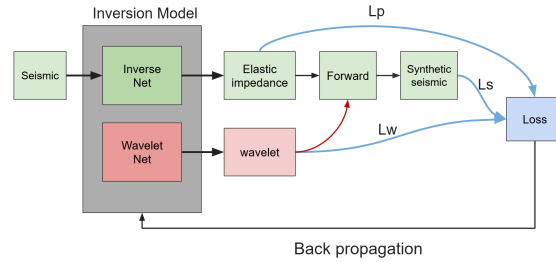 Inversion Model
Lp
Seismic
Inverse
Net
Elastic
impedance
Forward
Synthetic
seismic
Ls
Loss
Wavelet
Net
wavelet
Lw
Back propagation